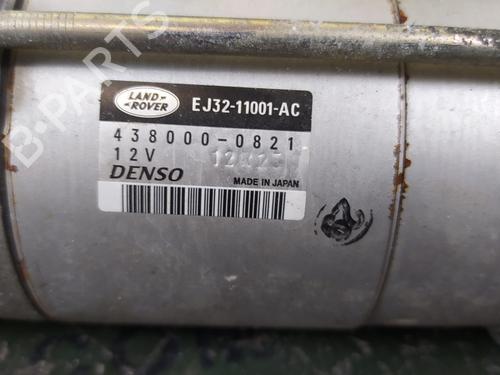 LAND-
-ROVER
EJ32-11001-AC
438000-0821
12V
DENSO
MADE IN JAPAN
B-PARTS